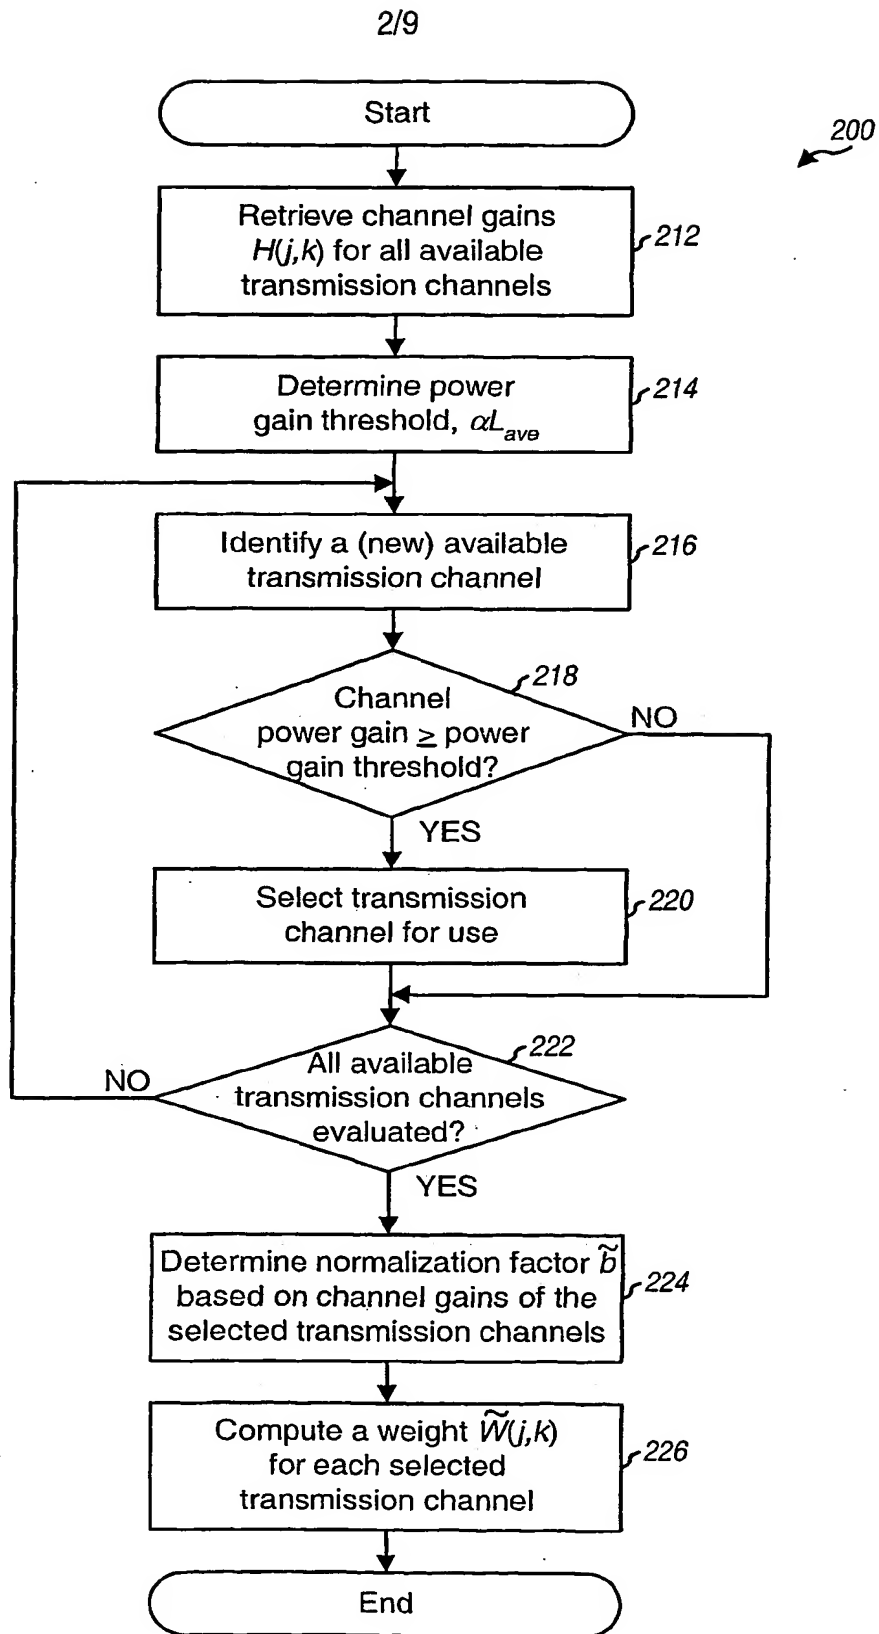 2/9
Start
200
Retrieve channel gains
H(j,k) for all available
transmission channels
212
Determine power
gain threshold, αL_ave
214
Identify a (new) available
transmission channel
216
218
Channel
power gain ≥ power
gain threshold?
NO
YES
Select transmission
channel for use
220
222
All available
transmission channels
evaluated?
NO
YES
Determine normalization factor b̃
based on channel gains of the
selected transmission channels
224
Compute a weight W̃(j,k)
for each selected
transmission channel
226
End